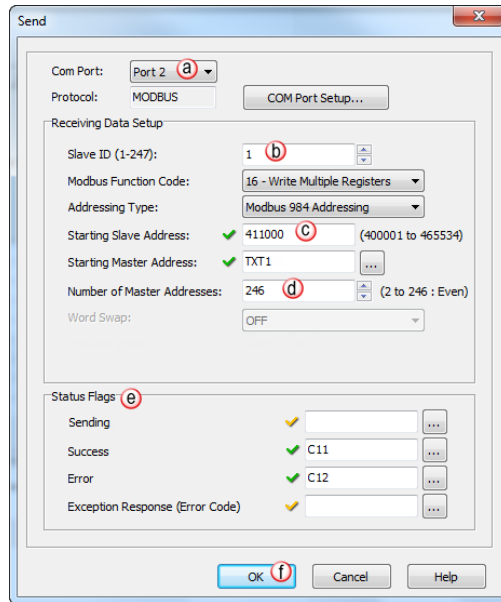 Send
Com Port: Port 2 a
Protocol: MODBUS COM Port Setup...
Receiving Data Setup
Slave ID (1-247): 1 b
Modbus Function Code: 16 - Write Multiple Registers
Addressing Type: Modbus 984 Addressing
Starting Slave Address: 411000 c (400001 to 465534)
Starting Master Address: TXT1 ...
Number of Master Addresses: 246 d (2 to 246 : Even)
Word Swap: OFF
Status Flags e
Sending ...
Success C11 ...
Error C12 ...
Exception Response (Error Code) ...
OK f Cancel Help